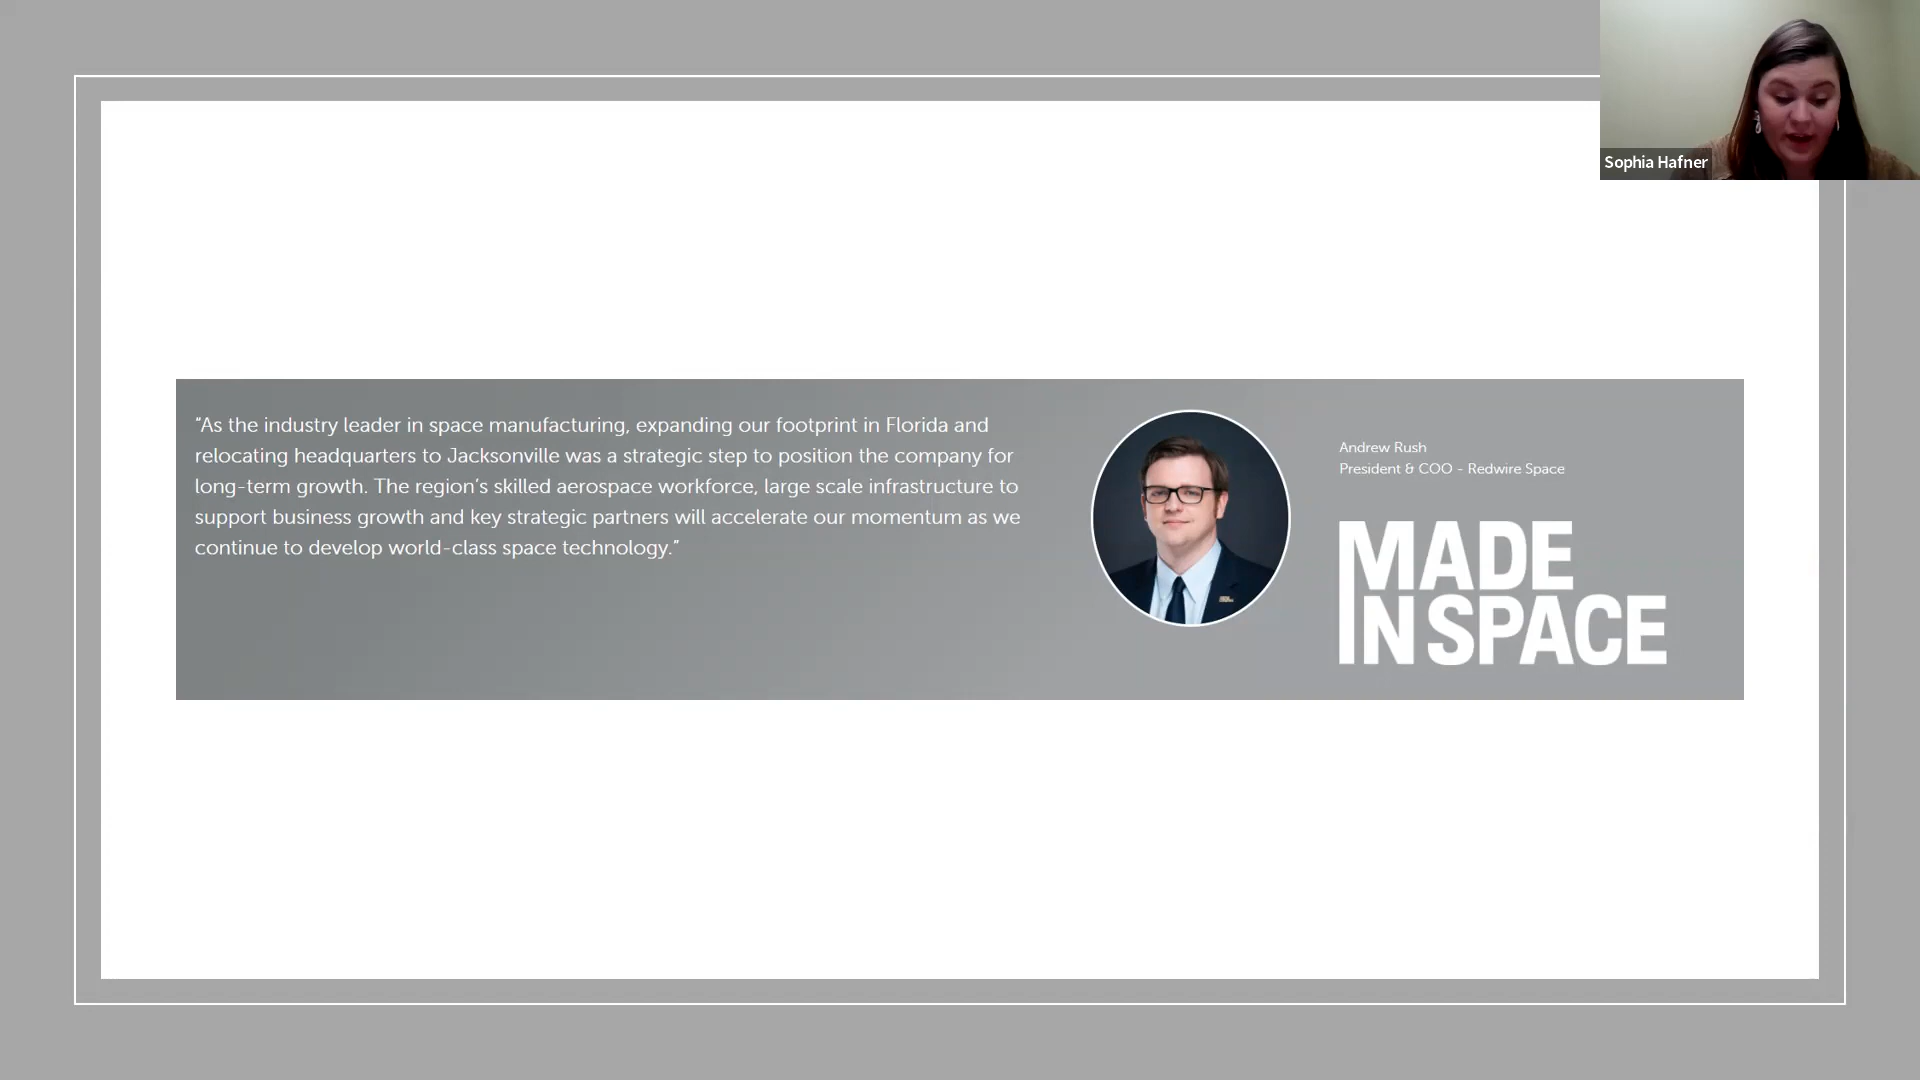 Sophia Hafner
“As the industry leader in space manufacturing, expanding our footprint in Florida and
relocating headquarters to Jacksonville was a strategic step to position the company for
long-term growth. The region’s skilled aerospace workforce, large scale infrastructure to
support business growth and key strategic partners will accelerate our momentum as we
continue to develop world-class space technology.”
Andrew Rush
President & COO - Redwire Space
MADE
IN SPACE